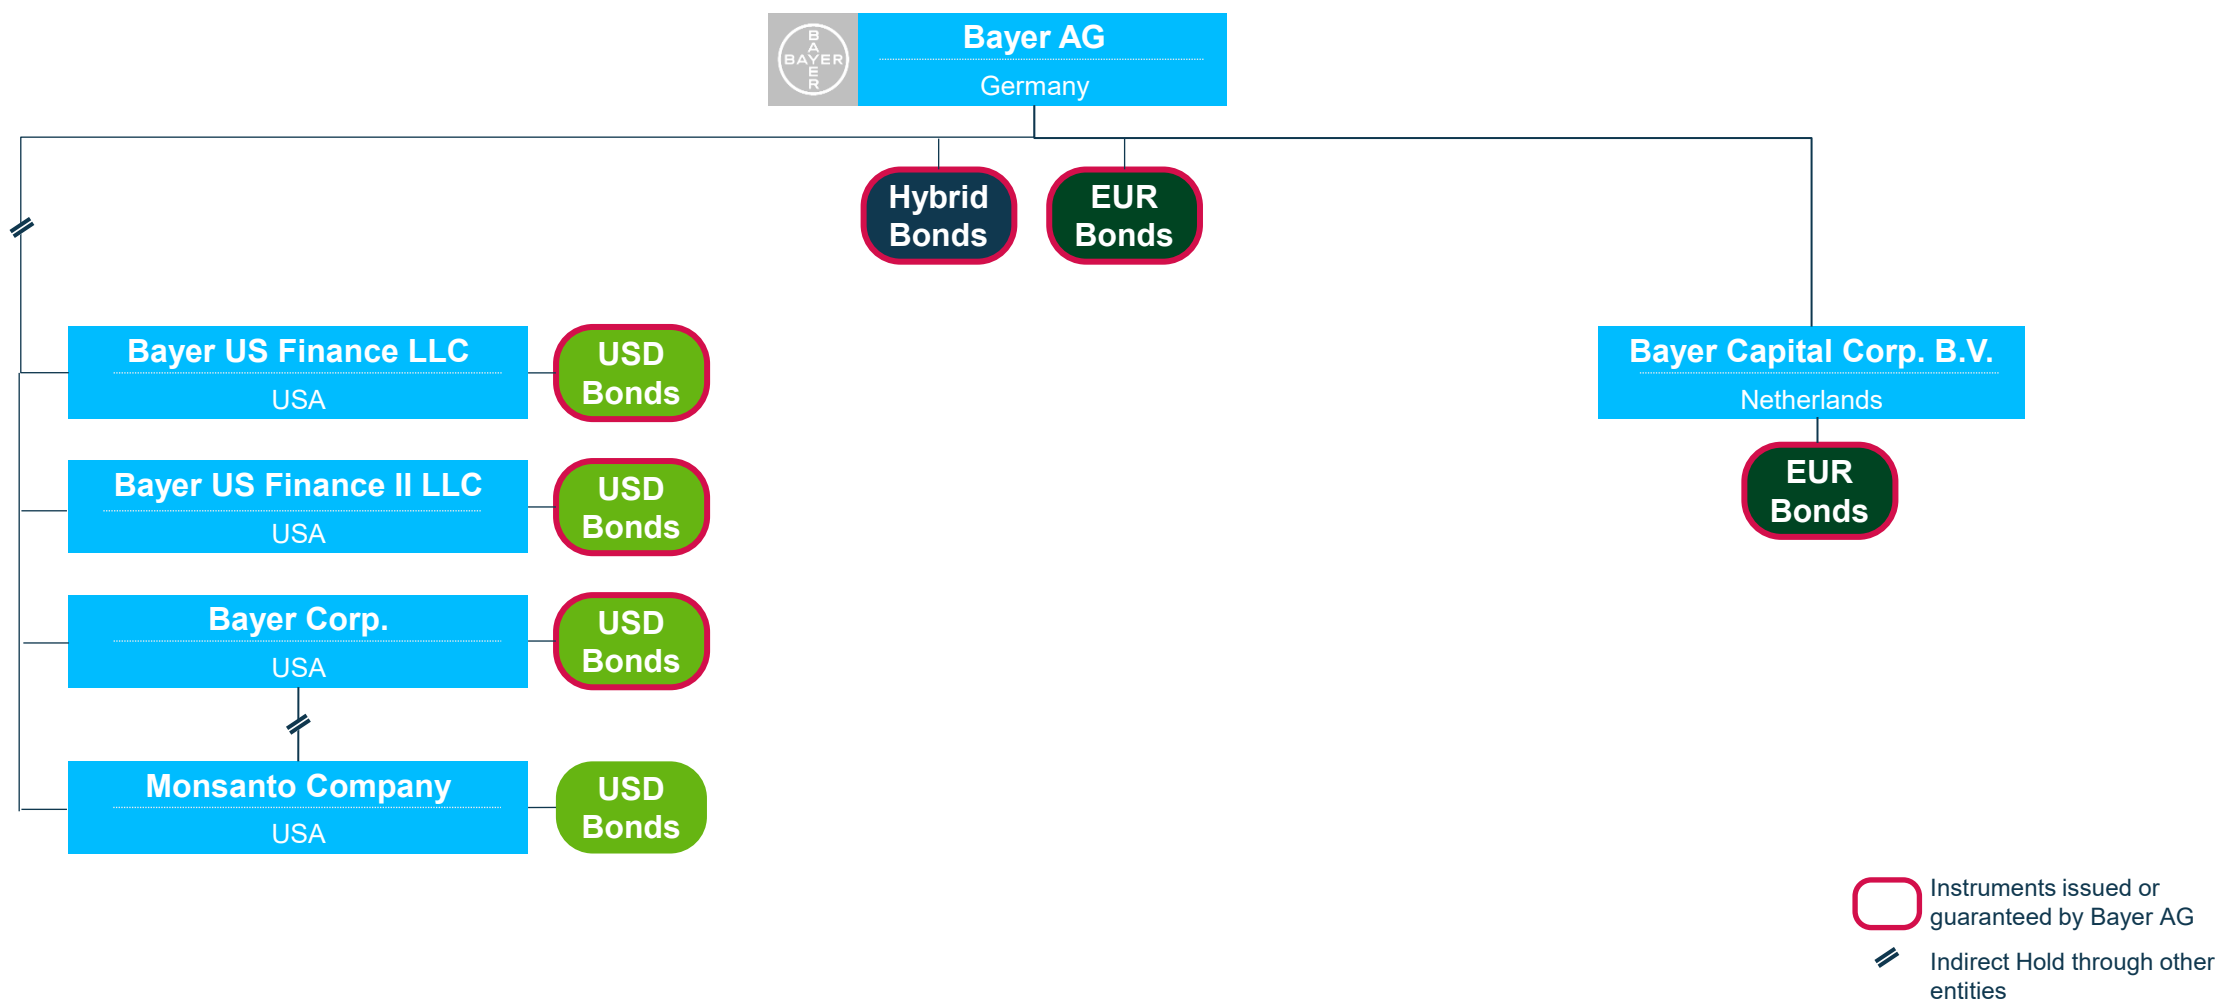 BAYER
BAYER
Bayer AG
Germany
Hybrid
Bonds
EUR
Bonds
Bayer US Finance LLC
USA
USD
Bonds
Bayer Capital Corp. B.V.
Netherlands
EUR
Bonds
Bayer US Finance II LLC
USA
USD
Bonds
Bayer Corp.
USA
USD
Bonds
Monsanto Company
USA
USD
Bonds
Instruments issued or
guaranteed by Bayer AG
Indirect Hold through other
entities